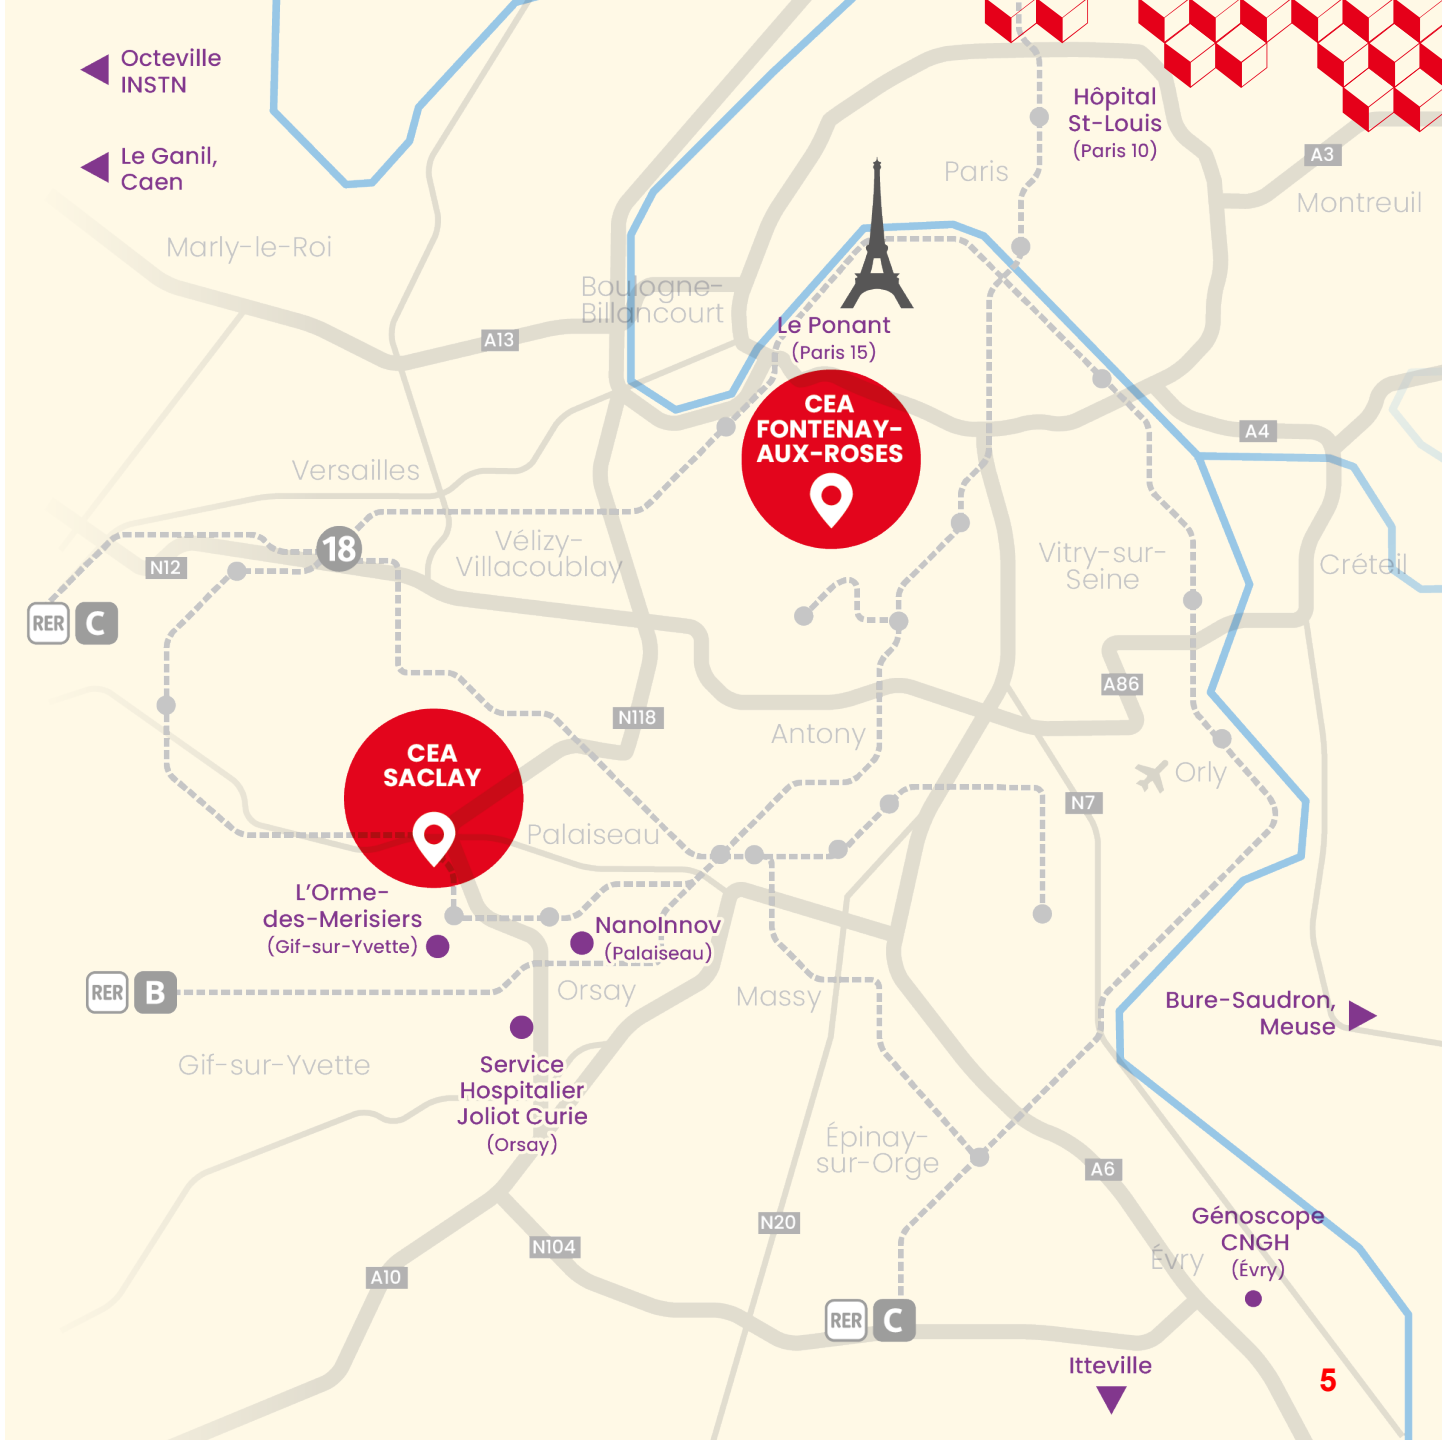 Octeville
INSTN
Le Ganil,
Caen
Hôpital
St-Louis
(Paris 10)
A3
Paris
Montreuil
Marly-le-Roi
Boulogne-
Billancourt
A13
Le Ponant
(Paris 15)
CEA
FONTENAY-
AUX-ROSES
A4
Versailles
18
Vélizy-
Villacoublay
Vitry-sur-
Seine
Créteil
N12
RER C
A86
N118
Antony
CEA
SACLAY
Orly
N7
Palaiseau
L'Orme-
des-Merisiers
(Gif-sur-Yvette)
NanoInnov
(Palaiseau)
RER B
Orsay
Massy
Bure-Saudron,
Meuse
Gif-sur-Yvette
Service
Hospitalier
Joliot Curie
(Orsay)
Épinay-
sur-Orge
A6
N20
Génoscope
CNGH
(Évry)
Évry
N104
A10
RER C
Itteville
5